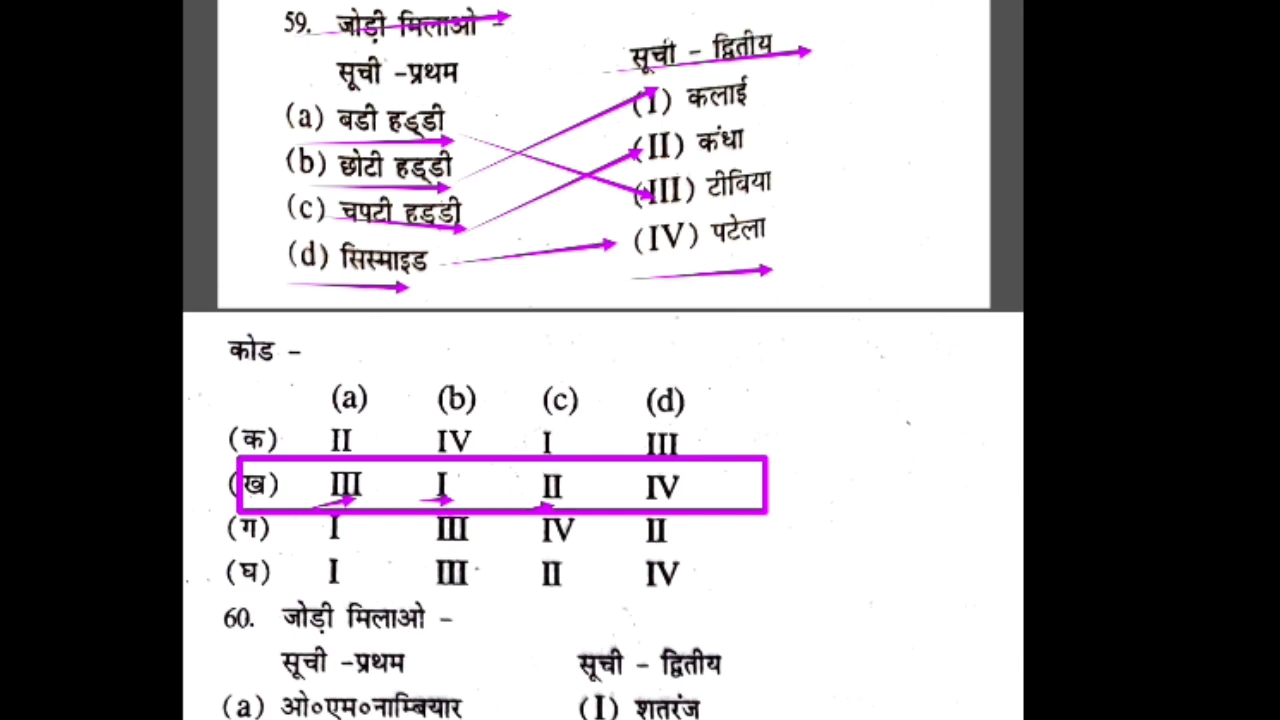 59. जोड़ी मिलाओ -
सूची -प्रथम
सूची - द्वितीय
(a) बडी हड्डी
(I) कलाई
(b) छोटी हड्डी
(II) कंधा
(c) चपटी हड्डी
(III) टीविया
(d) सिस्माइड
(IV) पटेला
कोड -
(a) (b) (c) (d)
(क) II IV I III
(ख) III I II IV
(ग) I III IV II
(घ) I III II IV
60. जोड़ी मिलाओ -
सूची -प्रथम सूची - द्वितीय
(a) ओ०एम०नाम्बियार (I) शतरंज